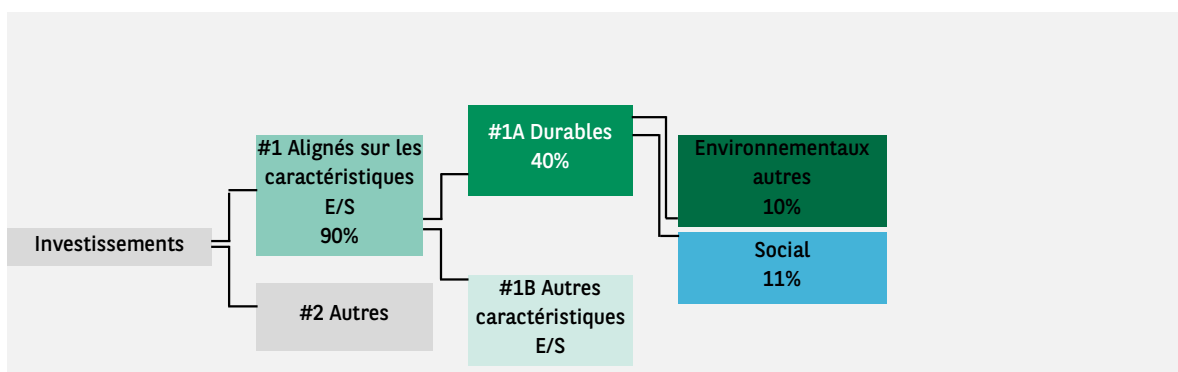 Investissements
#1 Alignés sur les
caractéristiques
E/S
90%
#2 Autres
#1A Durables
40%
#1B Autres
caractéristiques
E/S
Environnementaux
autres
10%
Social
11%